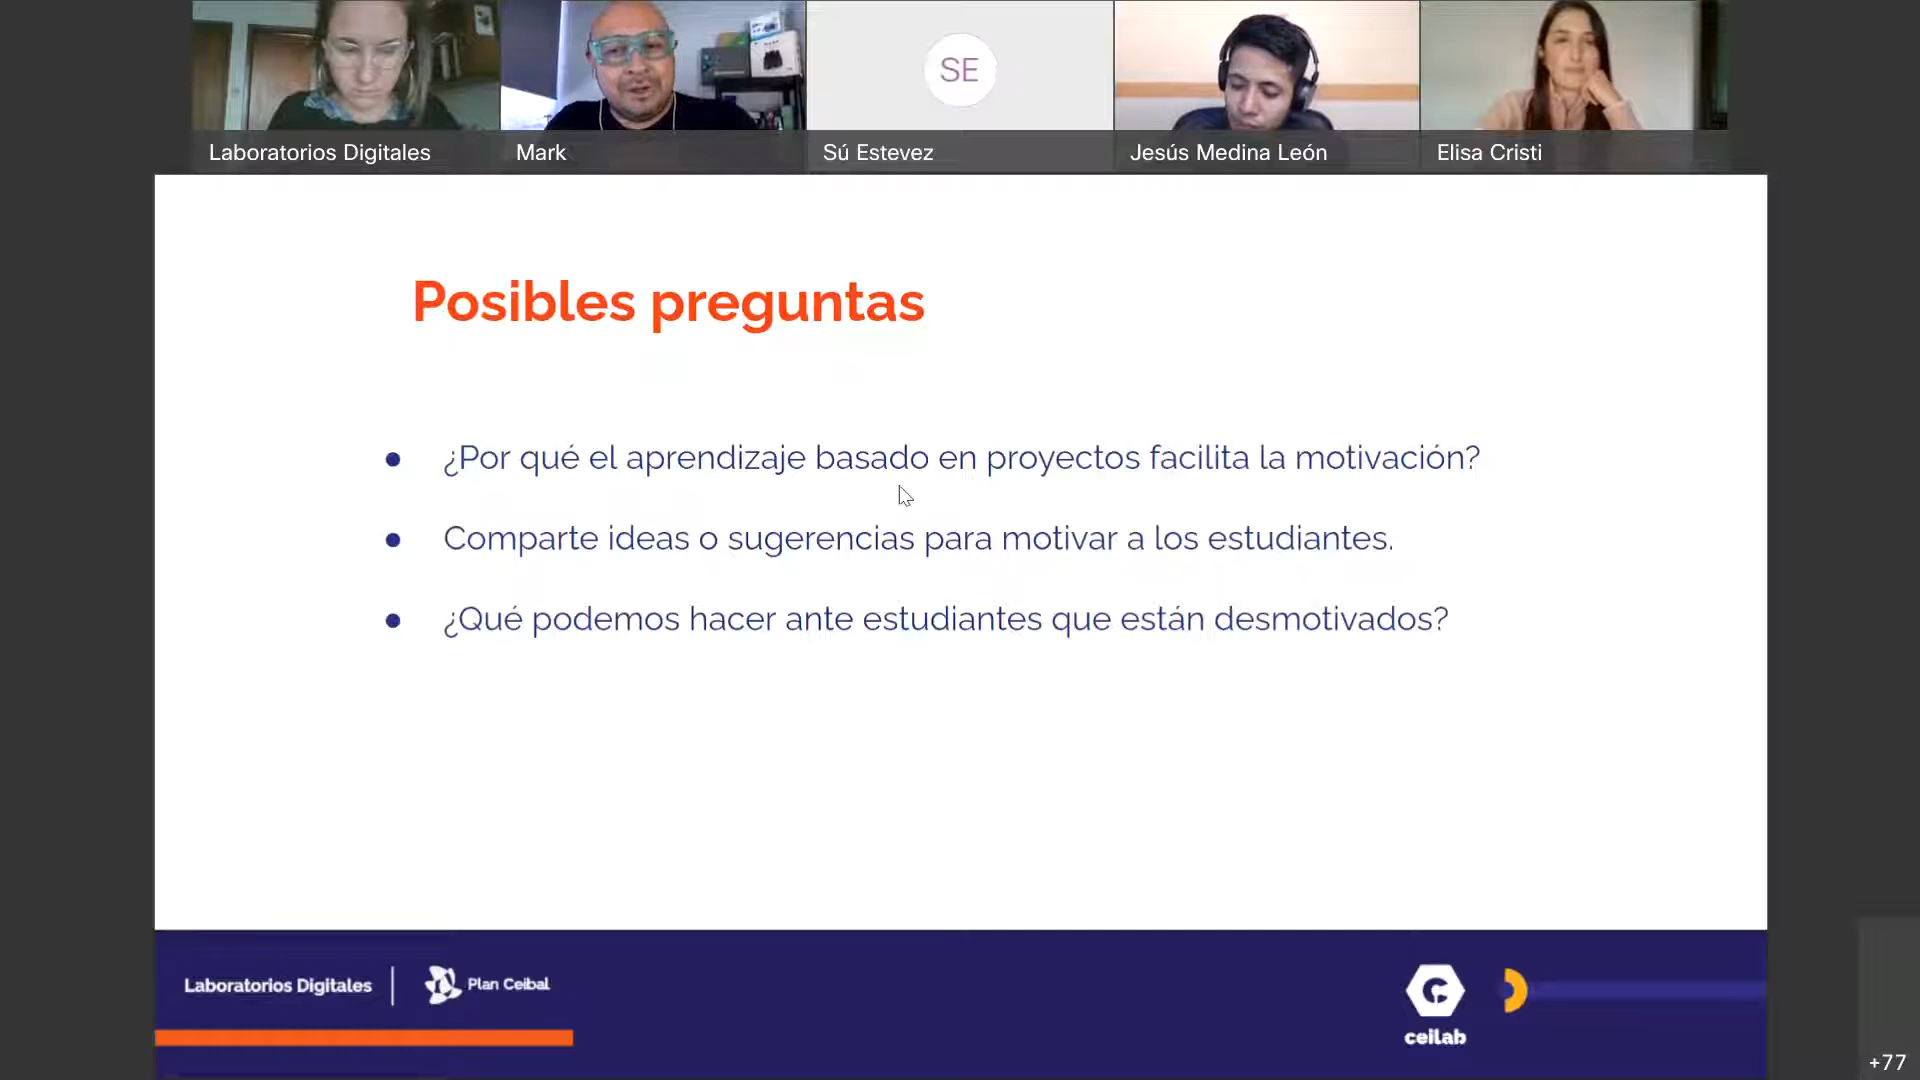 SE
Laboratorios Digitales
Mark
Sú Estevez
Jesús Medina León
Elisa Cristi
Posibles preguntas
• ¿Por qué el aprendizaje basado en proyectos facilita la motivación?
• Comparte ideas o sugerencias para motivar a los estudiantes.
• ¿Qué podemos hacer ante estudiantes que están desmotivados?
Laboratorios Digitales
Plan Ceibal
ceilab
+77